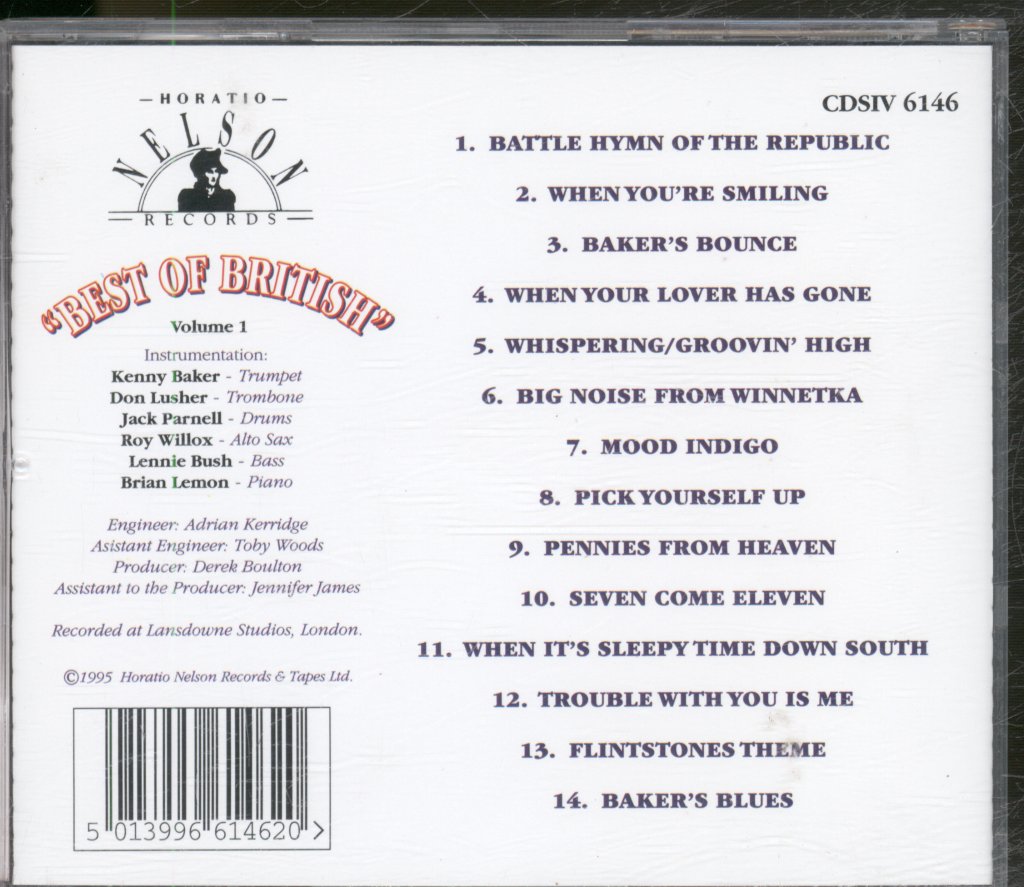 HORATIO
NELSON
RECORDS
"BEST OF BRITISH"
Volume 1
Instrumentation:
Kenny Baker - Trumpet
Don Lusher - Trombone
Jack Parnell - Drums
Roy Willox - Alto Sax
Lennie Bush - Bass
Brian Lemon - Piano
Engineer: Adrian Kerridge
Asistant Engineer: Toby Woods
Producer: Derek Boulton
Assistant to the Producer: Jennifer James
Recorded at Lansdowne Studios, London.
©1995 Horatio Nelson Records & Tapes Ltd.
5 013996 614620 >
CDSIV 6146
1. BATTLE HYMN OF THE REPUBLIC
2. WHEN YOU'RE SMILING
3. BAKER'S BOUNCE
4. WHEN YOUR LOVER HAS GONE
5. WHISPERING/GROOVIN' HIGH
6. BIG NOISE FROM WINNETKA
7. MOOD INDIGO
8. PICK YOURSELF UP
9. PENNIES FROM HEAVEN
10. SEVEN COME ELEVEN
11. WHEN IT'S SLEEPY TIME DOWN SOUTH
12. TROUBLE WITH YOU IS ME
13. FLINTSTONES THEME
14. BAKER'S BLUES